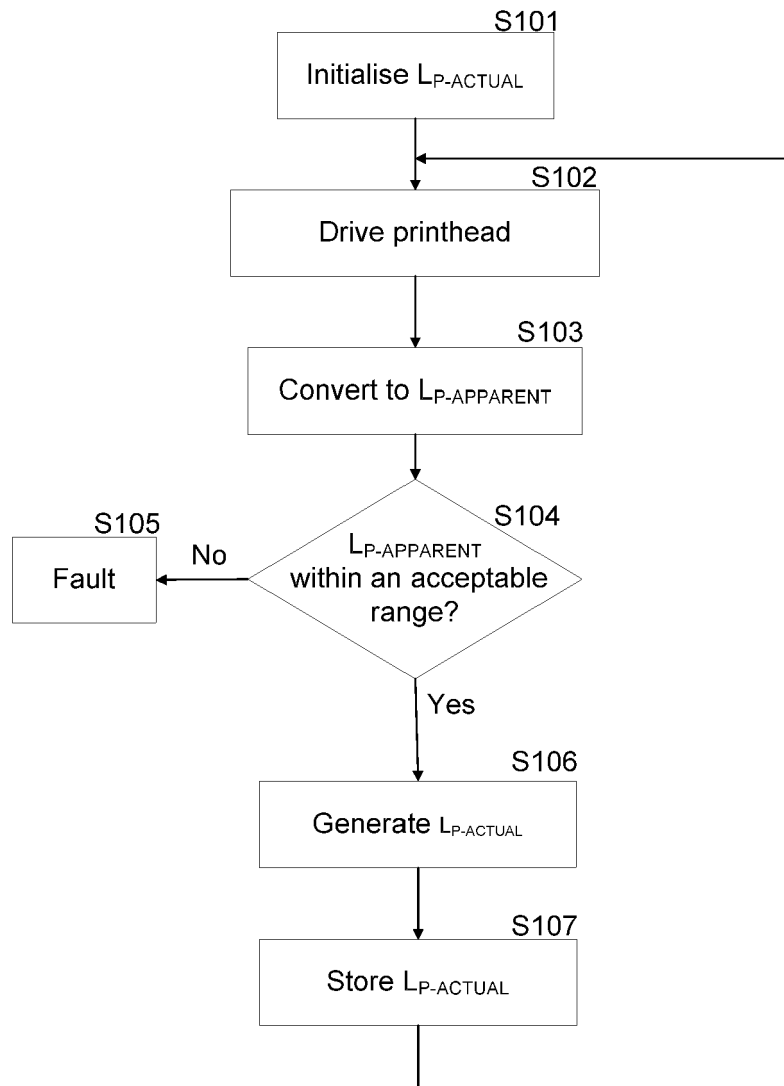 S101
Initialise LP-ACTUAL
S102
Drive printhead
S103
Convert to LP-APPARENT
S104
LP-APPARENT
within an acceptable
range?
S105
No
Fault
Yes
S106
Generate LP-ACTUAL
S107
Store LP-ACTUAL